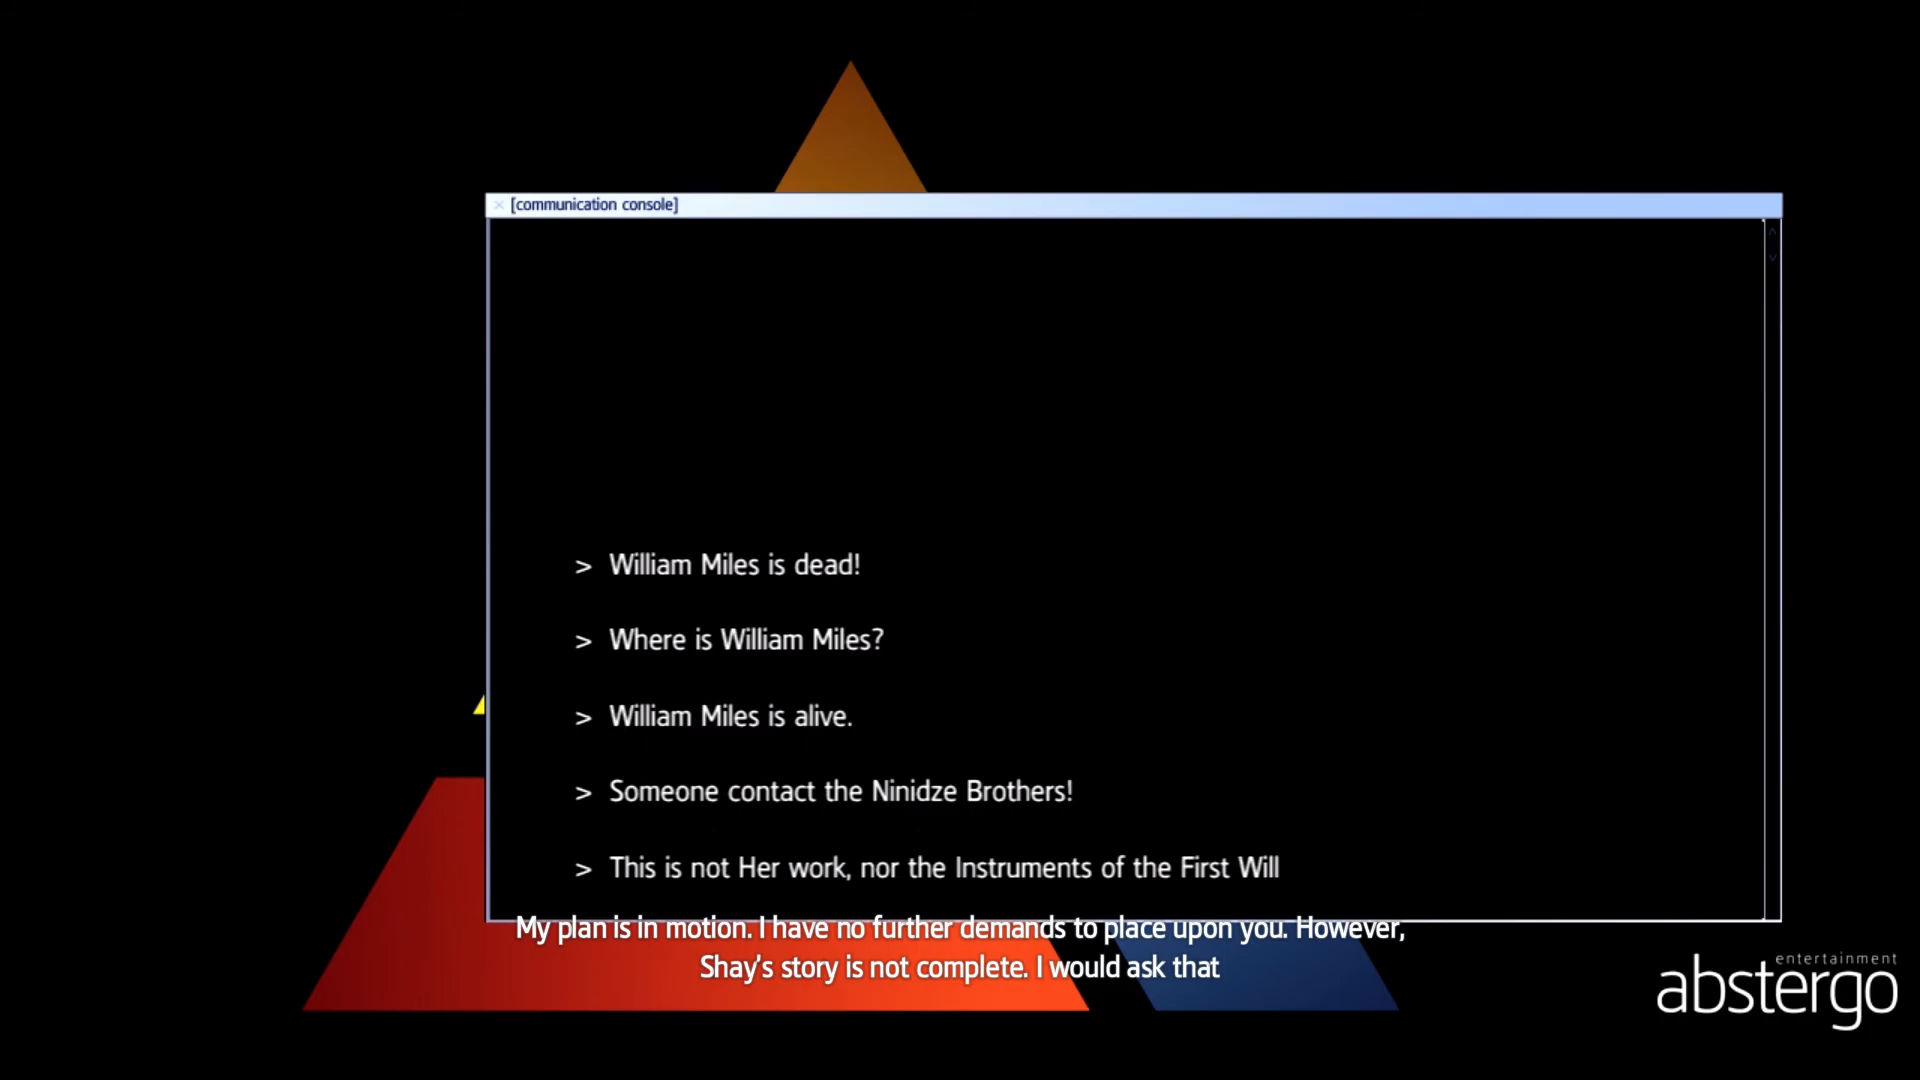 × [communication console]
> William Miles is dead!
> Where is William Miles?
> William Miles is alive.
> Someone contact the Ninidze Brothers!
> This is not Her work, nor the Instruments of the First Will
My plan is in motion. I have no further demands to place upon you. However,
Shay's story is not complete. I would ask that
entertainment
abstergo